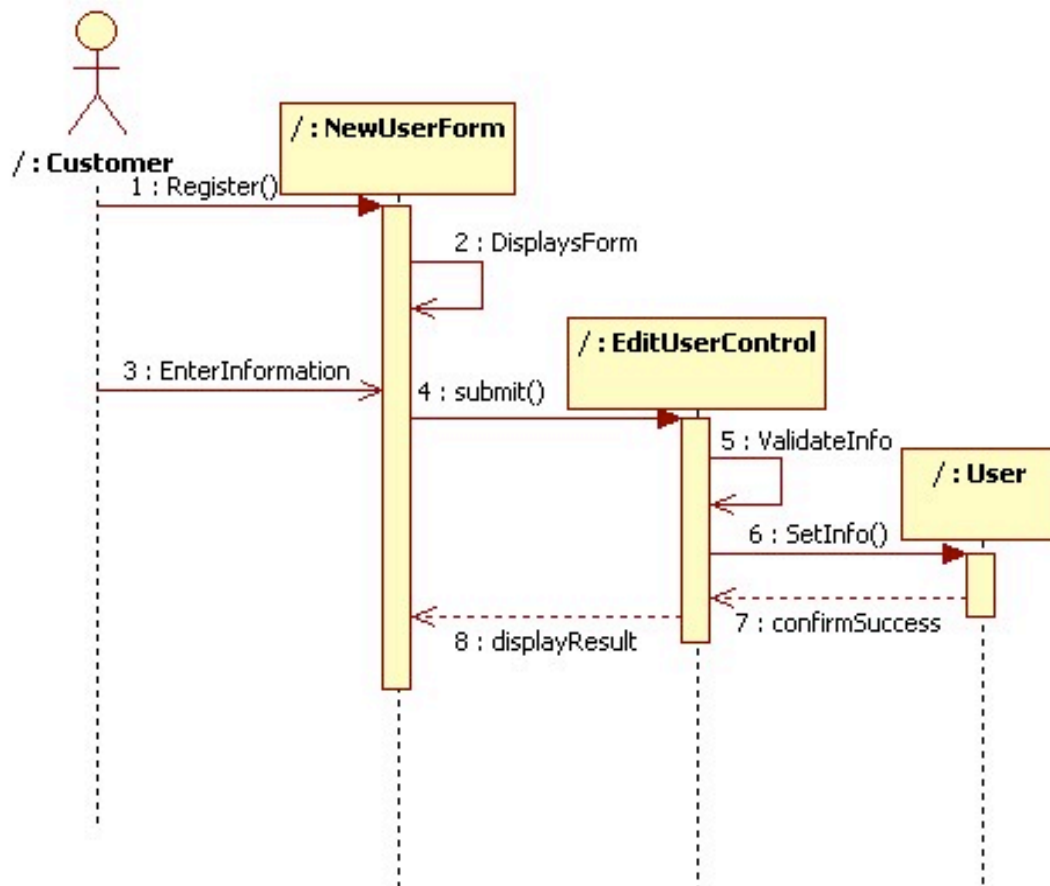 / : Customer
/ : NewUserForm
1 : Register()
2 : DisplaysForm
3 : EnterInformation
/ : EditUserControl
4 : submit()
5 : ValidateInfo
/ : User
6 : SetInfo()
7 : confirmSuccess
8 : displayResult